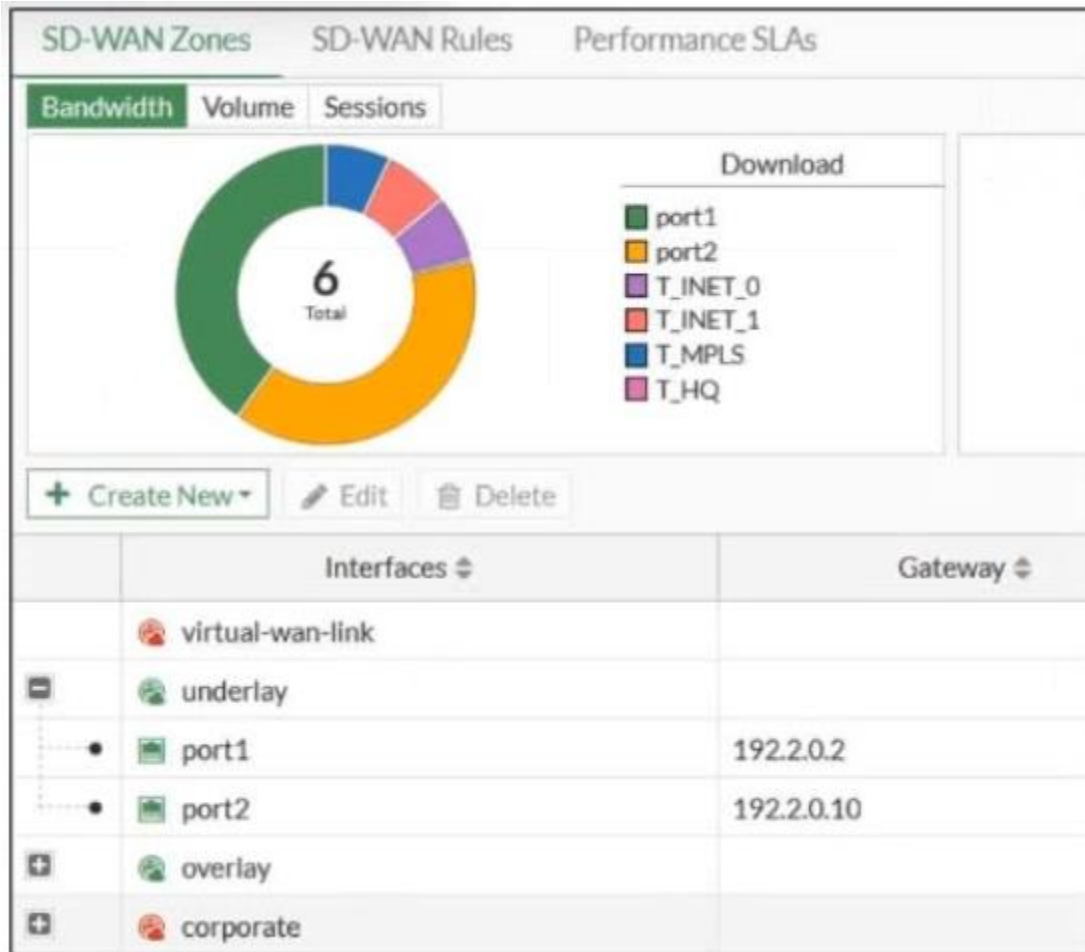 SD-WAN Zones SD-WAN Rules Performance SLAs
Bandwidth Volume Sessions
Download
port1
port2
T_INET_0
T_INET_1
T_MPLS
T_HQ
6
Total
+ Create New Edit Delete
Interfaces Gateway
virtual-wan-link
underlay
port1 192.2.0.2
port2 192.2.0.10
overlay
corporate